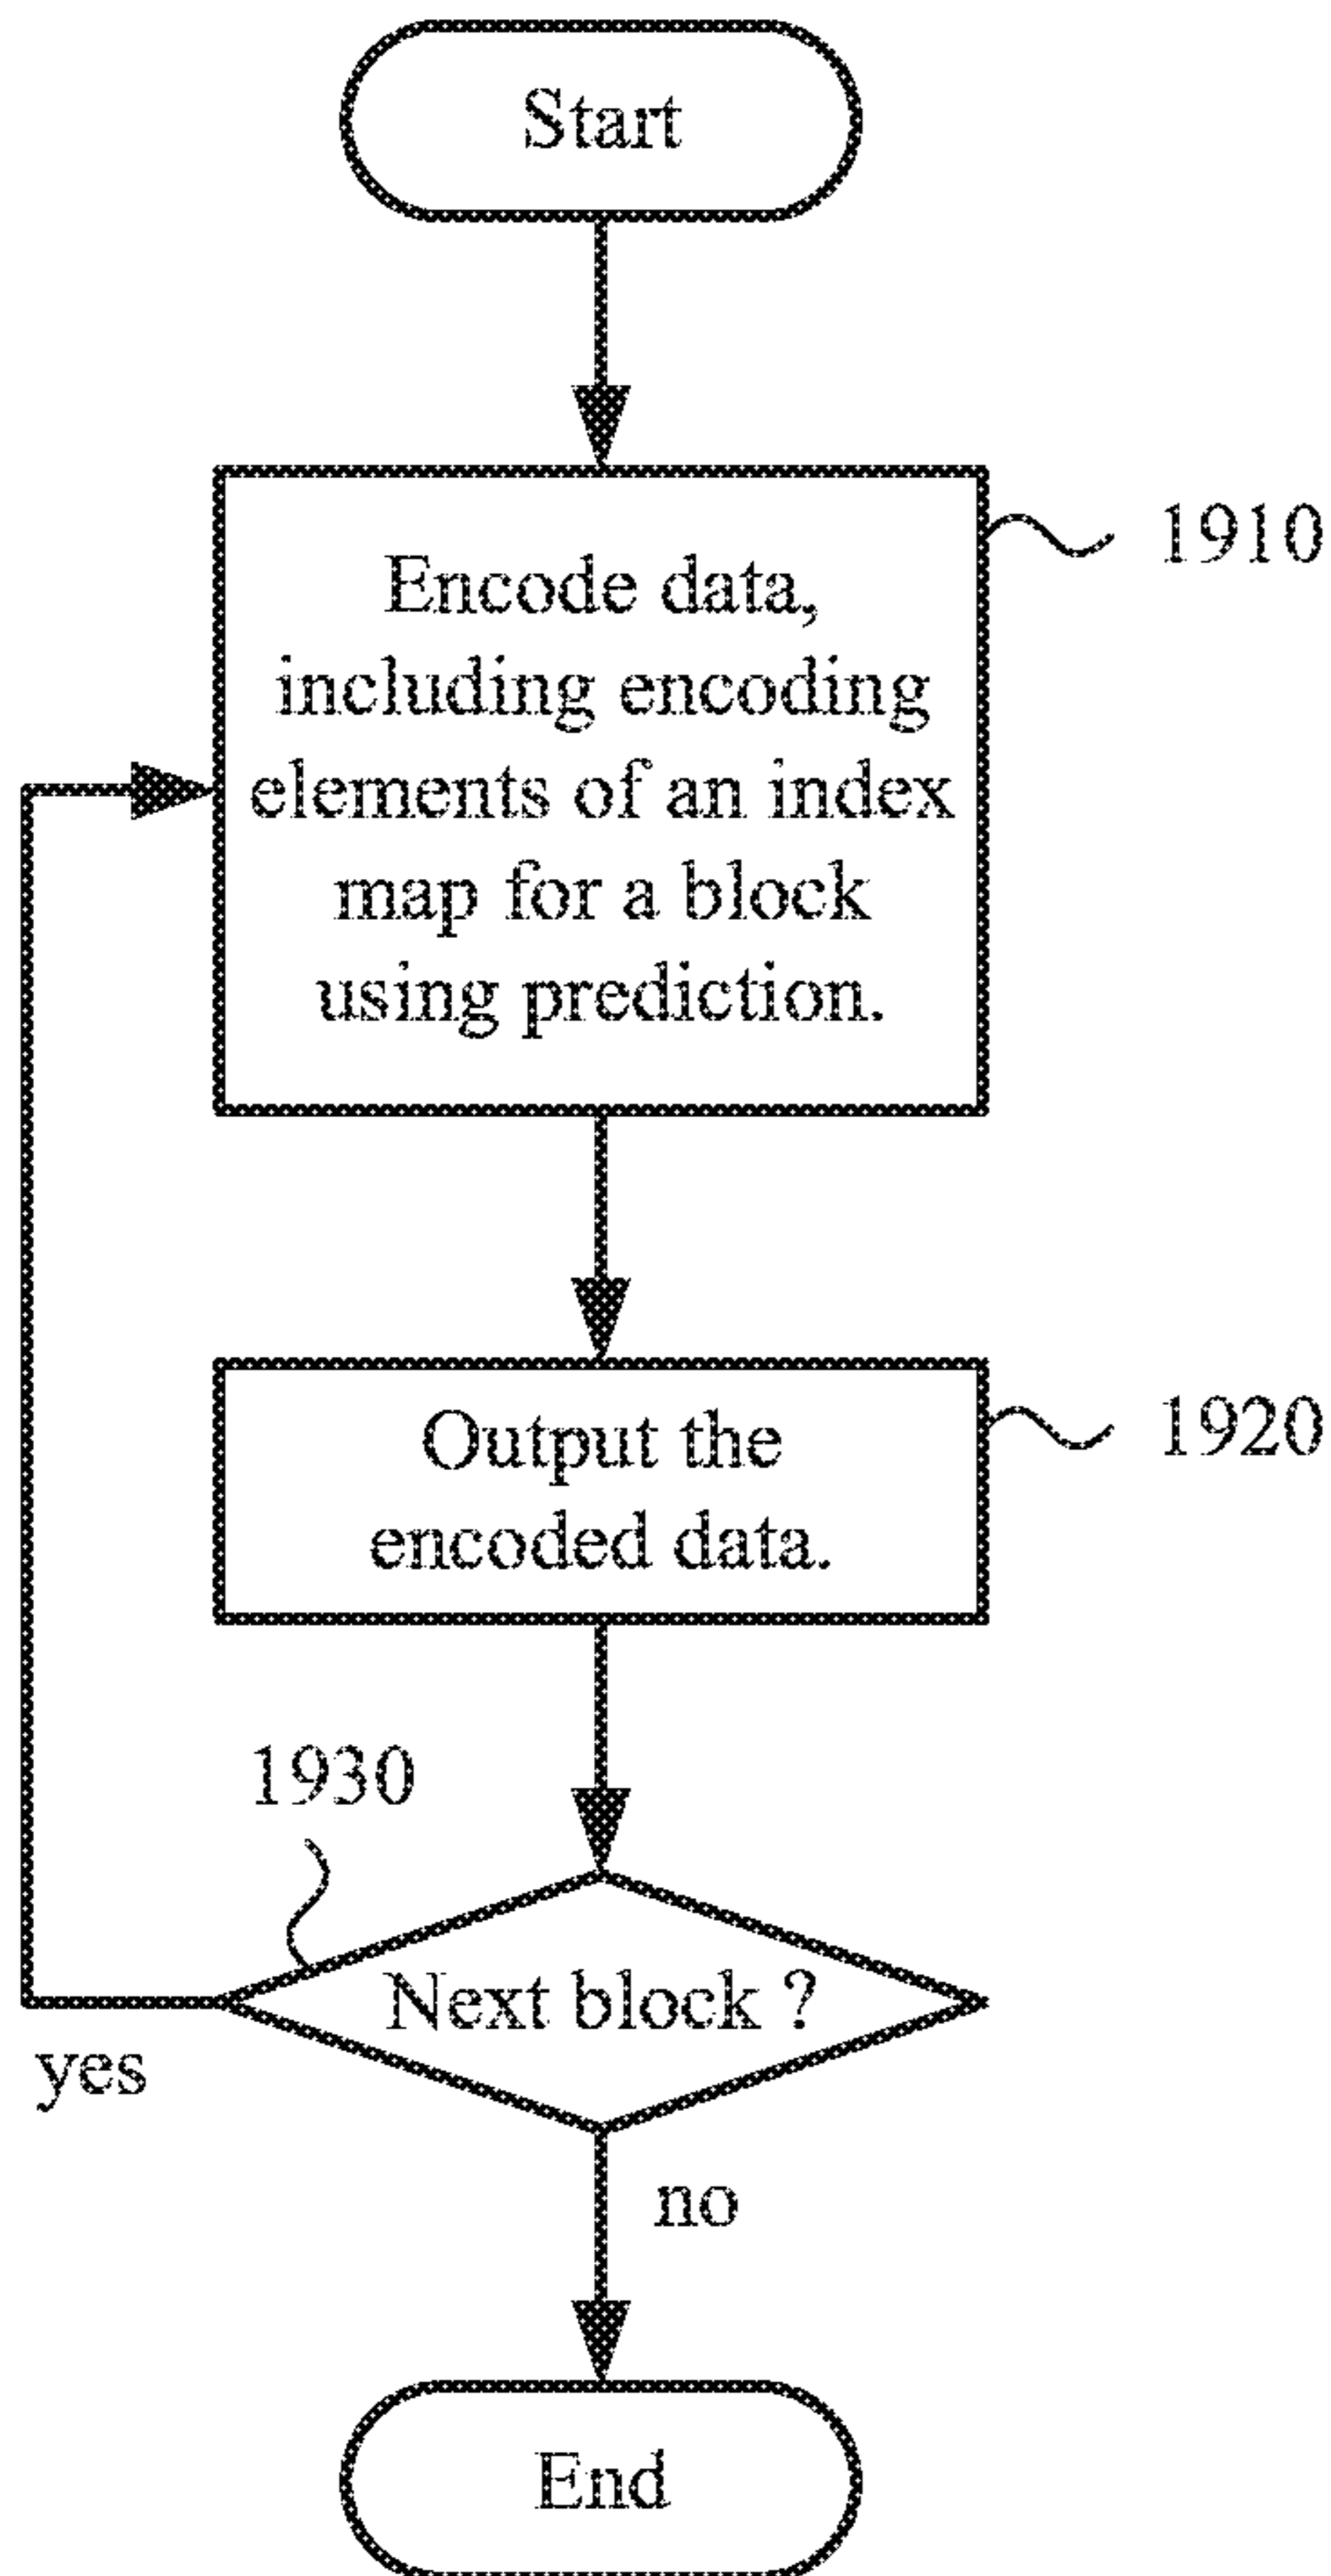 Start
Encode data,
including encoding
elements of an index
map for a block
using prediction.
1910
Output the
encoded data.
1920
1930
Next block ?
yes
no
End